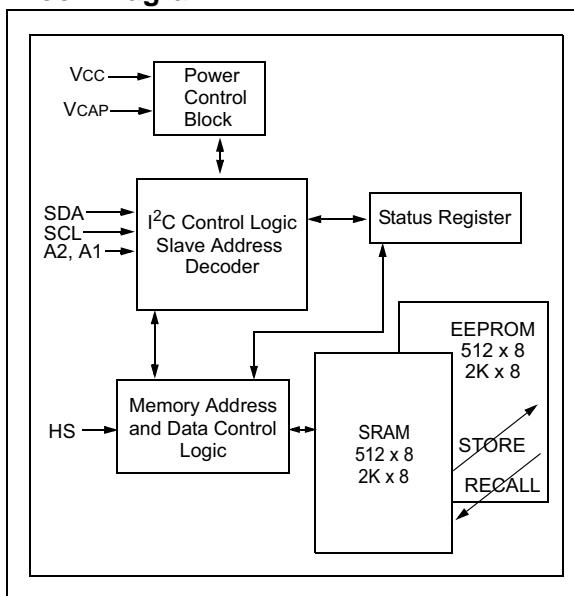 VCC
VCAP
Power
Control
Block
SDA
SCL
A2, A1
I²C Control Logic
Slave Address
Decoder
Status Register
EEPROM
512 x 8
2K x 8
HS
Memory Address
and Data Control
Logic
SRAM
512 x 8
2K x 8
STORE
RECALL